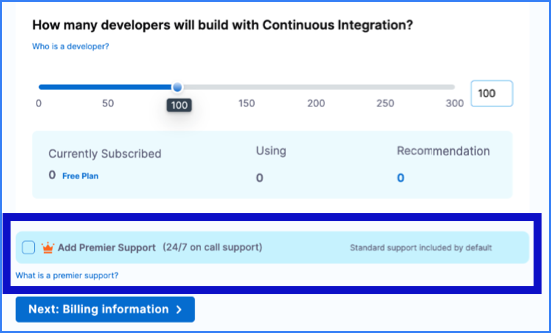 How many developers will build with Continuous Integration?
Who is a developer?
100
0 50 100 150 200 250 300
Currently Subscribed Using Recommendation
0 Free Plan 0 0
Add Premier Support (24/7 on call support) Standard support included by default
What is a premier support?
Next: Billing information >